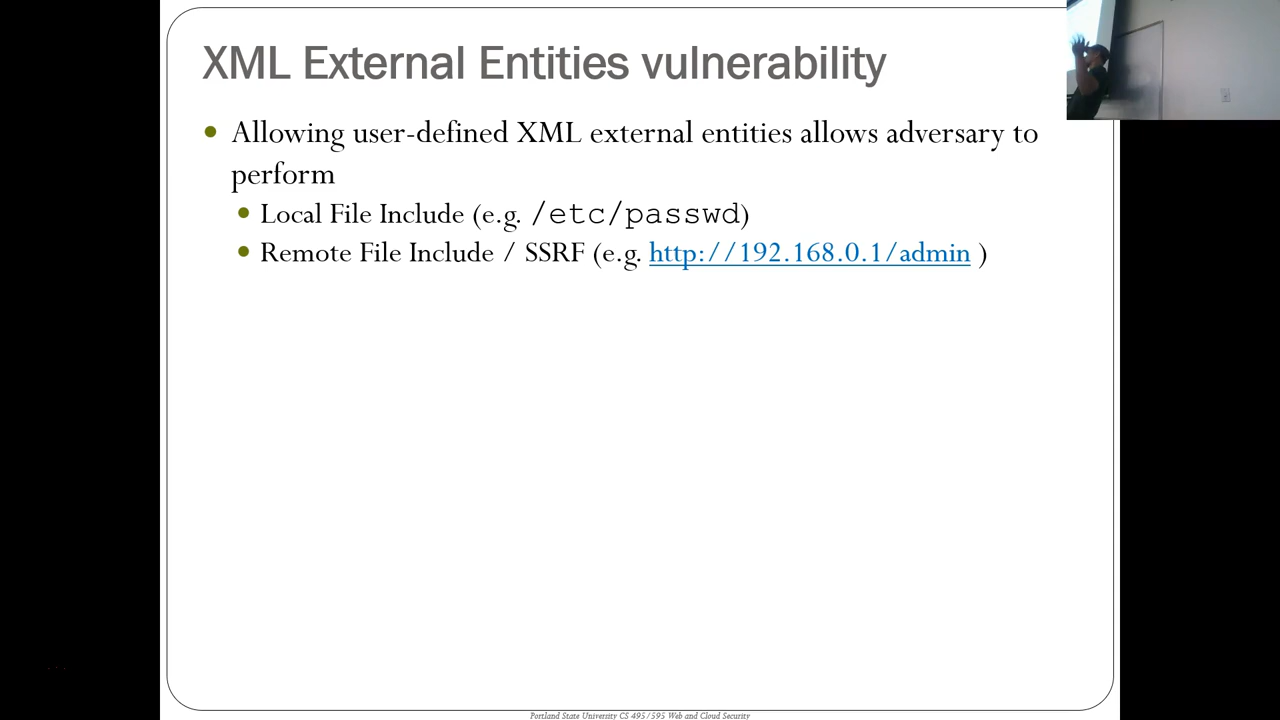 XML External Entities vulnerability
Allowing user-defined XML external entities allows adversary to
perform
Local File Include (e.g. /etc/passwd)
Remote File Include / SSRF (e.g. http://192.168.0.1/admin )
Portland State University CS 495/595 Web and Cloud Security